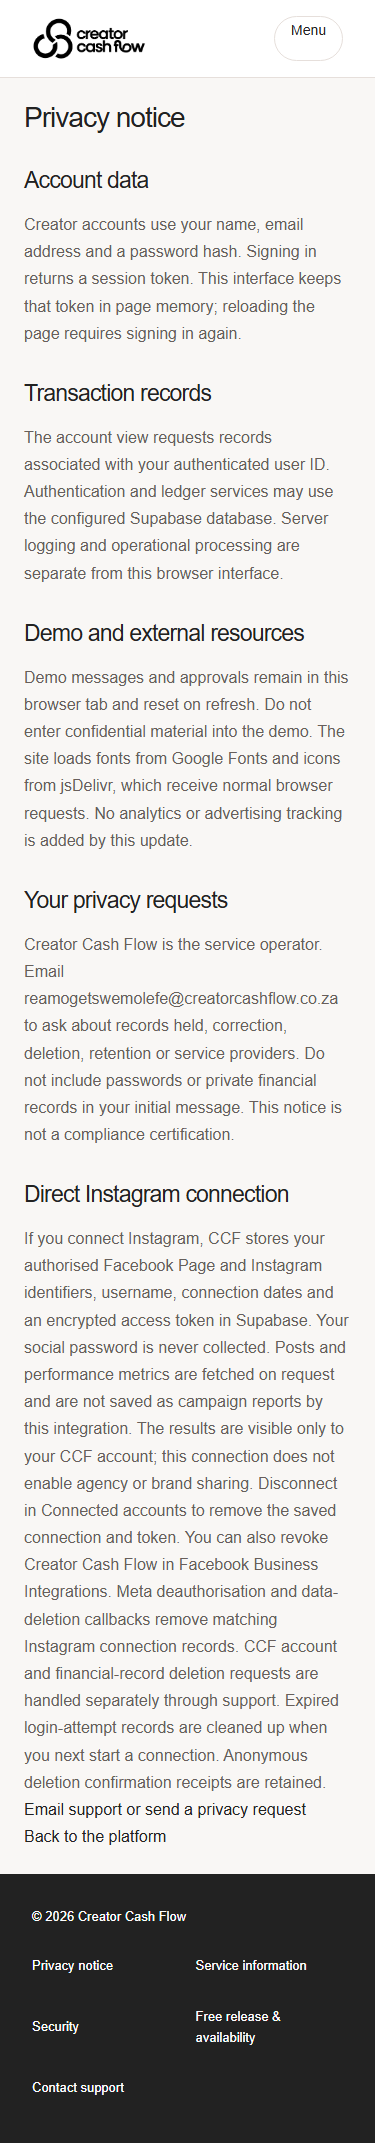 creator
cash flow
Menu
Privacy notice
Account data
Creator accounts use your name, email
address and a password hash. Signing in
returns a session token. This interface keeps
that token in page memory; reloading the
page requires signing in again.
Transaction records
The account view requests records
associated with your authenticated user ID.
Authentication and ledger services may use
the configured Supabase database. Server
logging and operational processing are
separate from this browser interface.
Demo and external resources
Demo messages and approvals remain in this
browser tab and reset on refresh. Do not
enter confidential material into the demo. The
site loads fonts from Google Fonts and icons
from jsDelivr, which receive normal browser
requests. No analytics or advertising tracking
is added by this update.
Your privacy requests
Creator Cash Flow is the service operator.
Email
reamogetswemolefe@creatorcashflow.co.za
to ask about records held, correction,
deletion, retention or service providers. Do
not include passwords or private financial
records in your initial message. This notice is
not a compliance certification.
Direct Instagram connection
If you connect Instagram, CCF stores your
authorised Facebook Page and Instagram
identifiers, username, connection dates and
an encrypted access token in Supabase. Your
social password is never collected. Posts and
performance metrics are fetched on request
and are not saved as campaign reports by
this integration. The results are visible only to
your CCF account; this connection does not
enable agency or brand sharing. Disconnect
in Connected accounts to remove the saved
connection and token. You can also revoke
Creator Cash Flow in Facebook Business
Integrations. Meta deauthorisation and data-
deletion callbacks remove matching
Instagram connection records. CCF account
and financial-record deletion requests are
handled separately through support. Expired
login-attempt records are cleaned up when
you next start a connection. Anonymous
deletion confirmation receipts are retained.
Email support or send a privacy request
Back to the platform
© 2026 Creator Cash Flow
Privacy notice
Service information
Security
Free release &
availability
Contact support